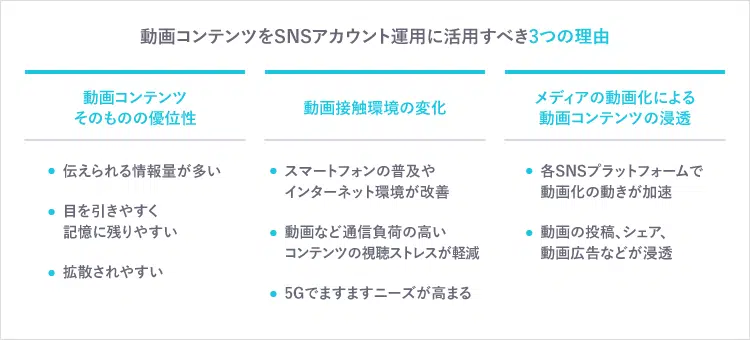 動画コンテンツをSNSアカウント運用に活用すべき3つの理由
動画コンテンツ
そのものの優位性
• 伝えられる情報量が多い
• 目を引きやすく
記憶に残りやすい
• 拡散されやすい
動画接触環境の変化
• スマートフォンの普及や
インターネット環境が改善
• 動画など通信負荷の高い
コンテンツの視聴ストレスが軽減
• 5Gでますますニーズが高まる
メディアの動画化による
動画コンテンツの浸透
• 各SNSプラットフォームで
動画化の動きが加速
• 動画の投稿、シェア、
動画広告などが浸透